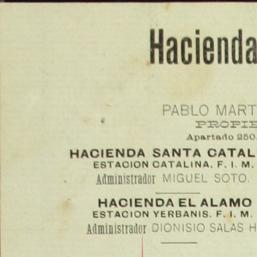 Hacienda
PABLO MART
PROPIE
Apartado 250.
HACIENDA SANTA CATAL
ESTACION CATALINA. F. I. M.
Administrador MIGUEL SOTO.
HACIENDA EL ALAMO
ESTACION YERBANIS. F. I. M.
Administrador DIONISIO SALAS H